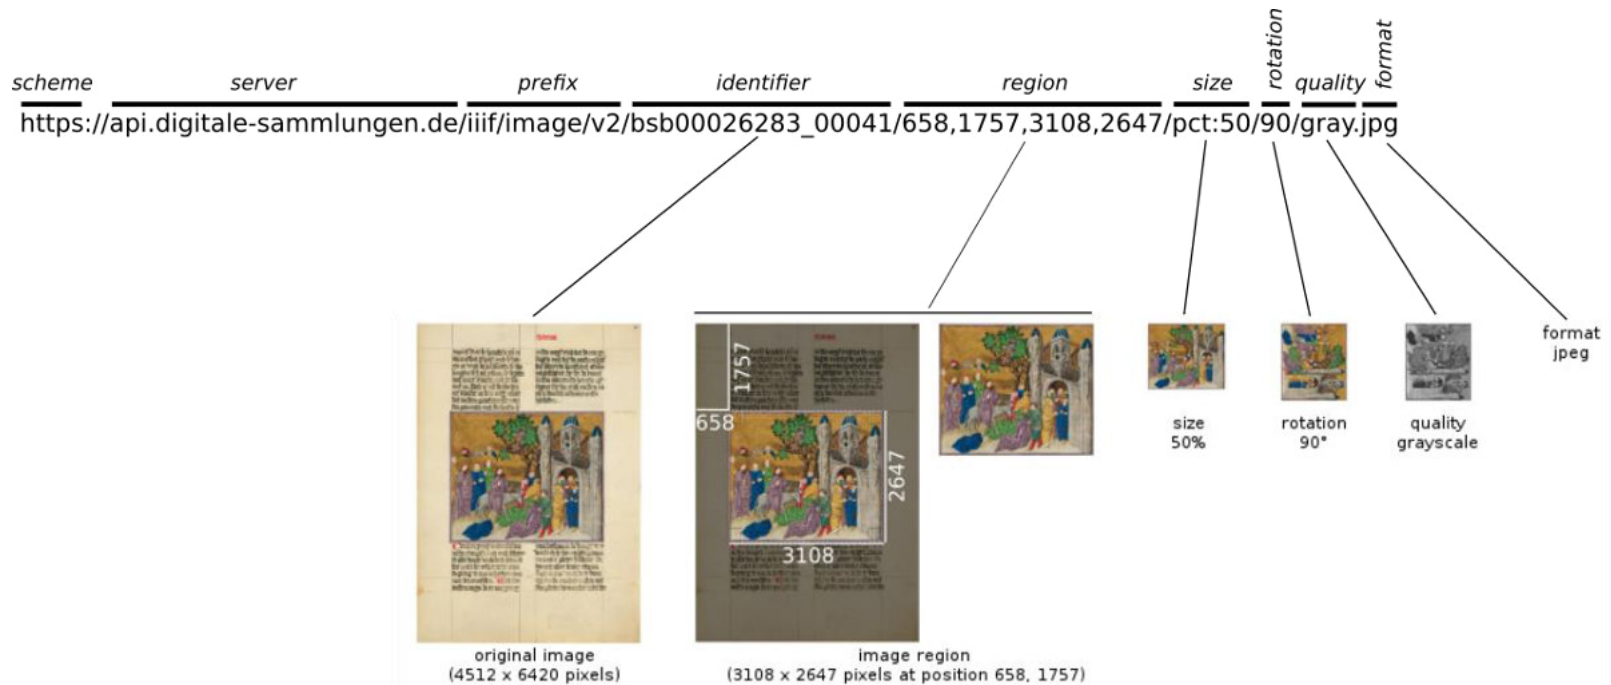 scheme server prefix identifier region size rotation quality format
https://api.digitale-sammlungen.de/iiif/image/v2/bsb00026283_00041/658,1757,3108,2647/pct:50/90/gray.jpg
1757
658
2647
3108
size
50%
rotation
90°
quality
grayscale
format
jpeg
original image
(4512 x 6420 pixels)
image region
(3108 x 2647 pixels at position 658, 1757)